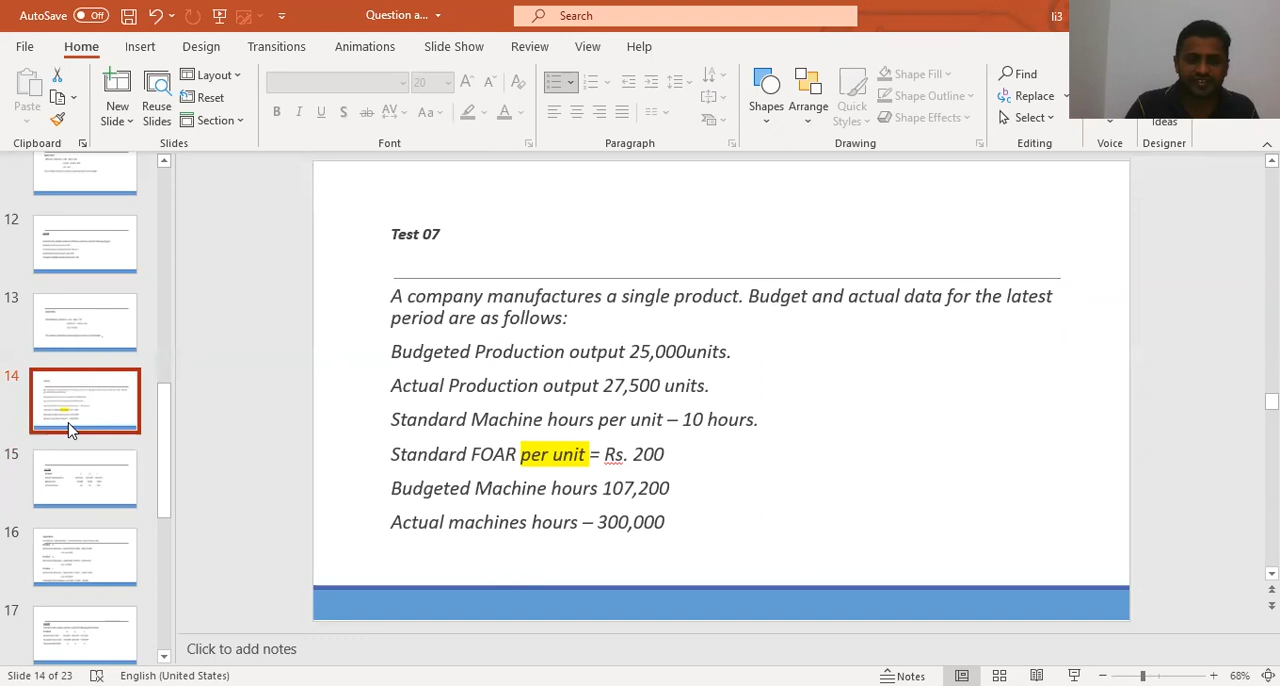 AutoSave Off
Question a...
Search
li3
File Home Insert Design Transitions Animations Slide Show Review View Help
Paste
New Slide
Reuse Slides
Layout
Reset
Section
20
Shapes
Arrange
Quick Styles
Shape Fill
Shape Outline
Shape Effects
Find
Replace
Select
Ideas
Clipboard Slides Font Paragraph Drawing Editing Voice Designer
12
13
14
15
16
17
Test 07
A company manufactures a single product. Budget and actual data for the latest
period are as follows:
Budgeted Production output 25,000units.
Actual Production output 27,500 units.
Standard Machine hours per unit – 10 hours.
Standard FOAR per unit = Rs. 200
Budgeted Machine hours 107,200
Actual machines hours – 300,000
Click to add notes
Slide 14 of 23 English (United States) Notes 68%